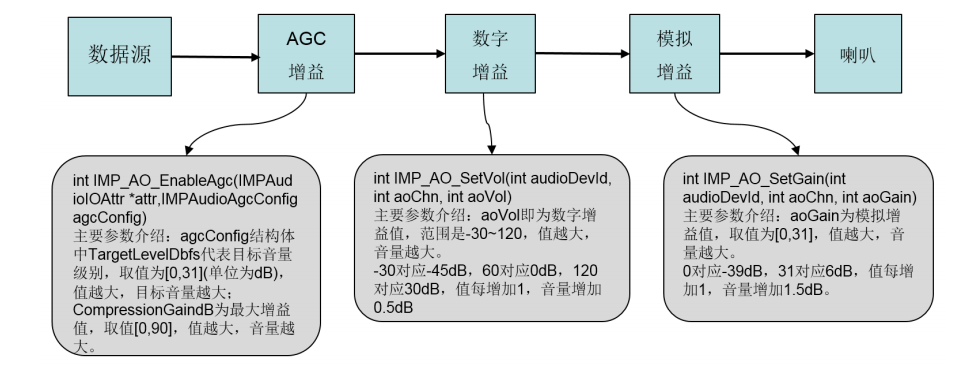 数据源
AGC
增益
数字
增益
模拟
增益
喇叭
int IMP_AO_EnableAgc(IMPAud
ioIOAttr *attr,IMPAudioAgcConfig
agcConfig)
主要参数介绍：agcConfig结构体
中TargetLevelDbfs代表目标音量
级别，取值为[0,31](单位为dB)，
值越大，目标音量越大；
CompressionGaindB为最大增益
值，取值[0,90]，值越大，音量越
大。
int IMP_AO_SetVol(int audioDevId,
int aoChn, int aoVol)
主要参数介绍：aoVol即为数字增
益值，范围是-30~120，值越大，
音量越大。
-30对应-45dB，60对应0dB，120
对应30dB，值每增加1，音量增加
0.5dB
int IMP_AO_SetGain(int
audioDevId, int aoChn, int aoGain)
主要参数介绍：aoGain为模拟增
益值，取值为[0,31]，值越大，音
量越大。
0对应-39dB，31对应6dB，值每增
加1，音量增加1.5dB。